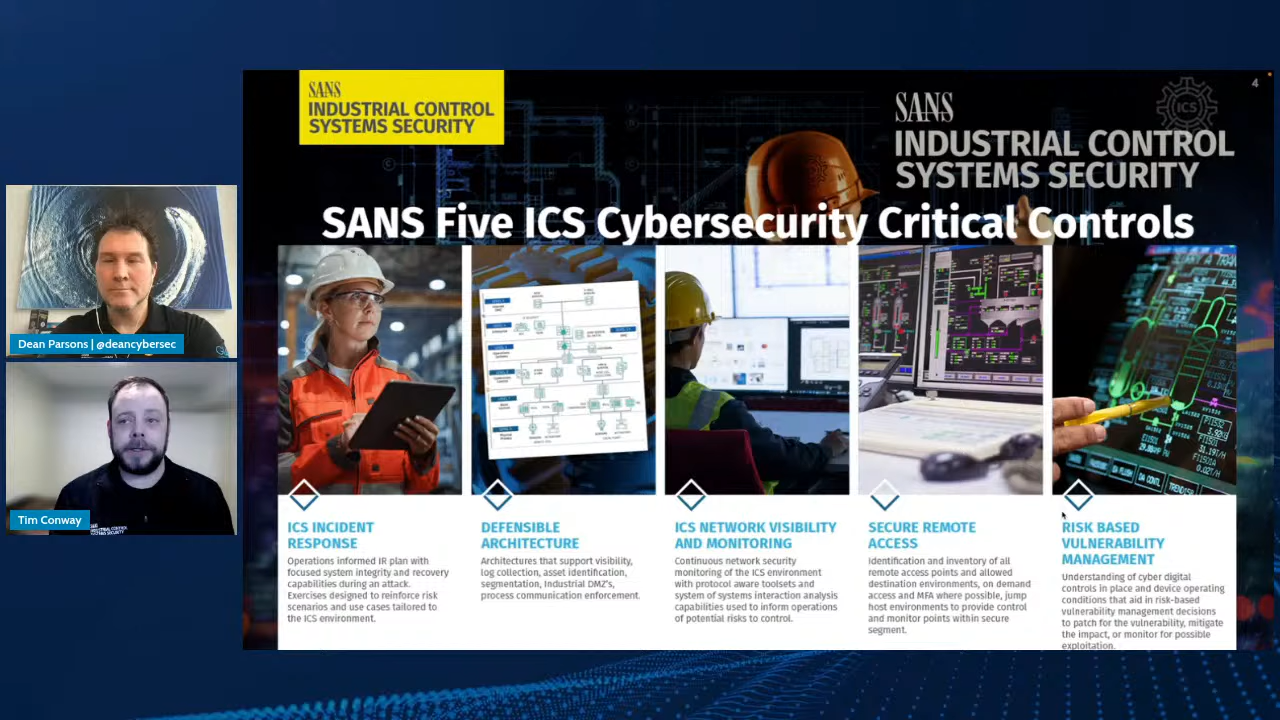 SANS
INDUSTRIAL CONTROL
SYSTEMS SECURITY
4
SANS
ICS
INDUSTRIAL CONTROL
SYSTEMS SECURITY
SANS Five ICS Cybersecurity Critical Controls
Dean Parsons | @deancybersec
Tim Conway
ICS INCIDENT
RESPONSE
Operations informed IR plan with
focused system integrity and recovery
capabilities during an attack.
Exercises designed to reinforce risk
scenarios and use cases tailored to
the ICS environment.
DEFENSIBLE
ARCHITECTURE
Architectures that support visibility,
log collection, asset identification,
segmentation, Industrial DMZ's,
process communication enforcement.
ICS NETWORK VISIBILITY
AND MONITORING
Continuous network security
monitoring of the ICS environment
with protocol aware toolsets and
system of systems interaction analysis
capabilities used to inform operations
of potential risks to control.
SECURE REMOTE
ACCESS
Identification and inventory of all
remote access points and allowed
destination environments, on demand
access and MFA where possible, jump
host environments to provide control
and monitor points within secure
segment.
RISK BASED
VULNERABILITY
MANAGEMENT
Understanding of cyber digital
controls in place and device operating
conditions that aid in risk-based
vulnerability management decisions
to patch for the vulnerability, mitigate
the impact, or monitor for possible
exploitation.